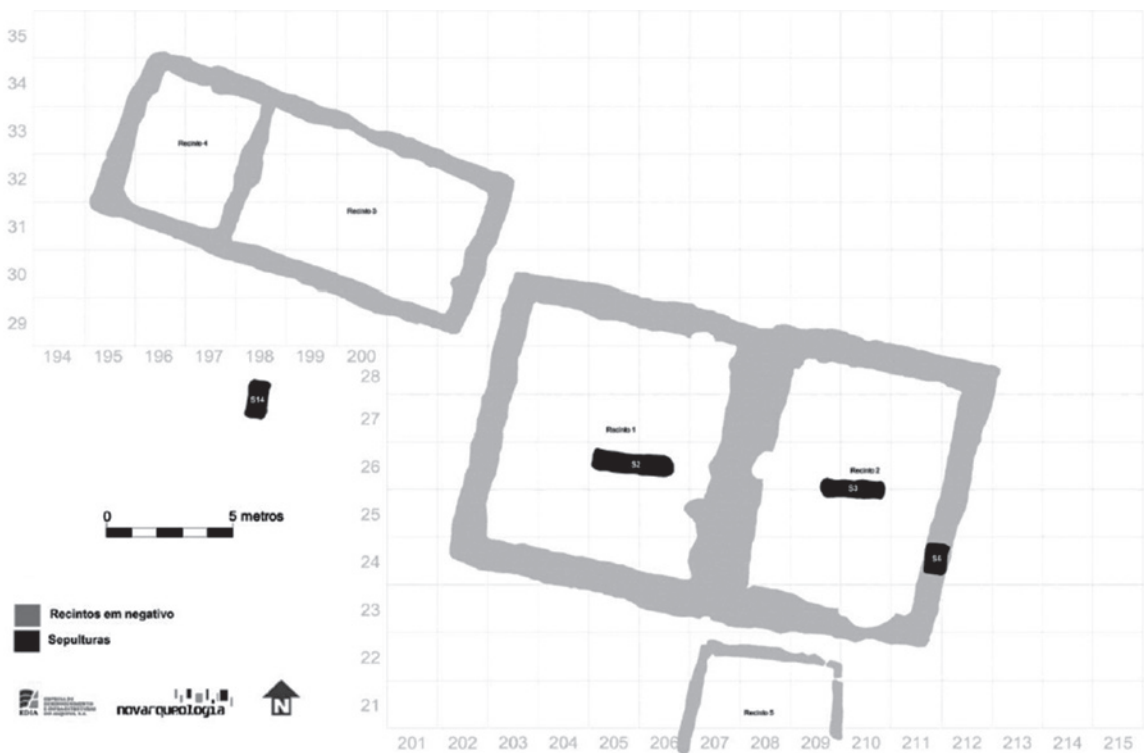 35
34
33
32
31
30
29
194 195 196 197 198 199 200
28
27
26
25
24
23
22
21
201 202 203 204 205 206 207 208 209 210 211 212 213 214 215
Recinto 4
Recinto 3
Recinto 1
Recinto 2
Recinto 5
S14
S2
S3
S6
0 5 metros
Recintos em negativo
Sepulturas
EDIA
novarqueologia
N